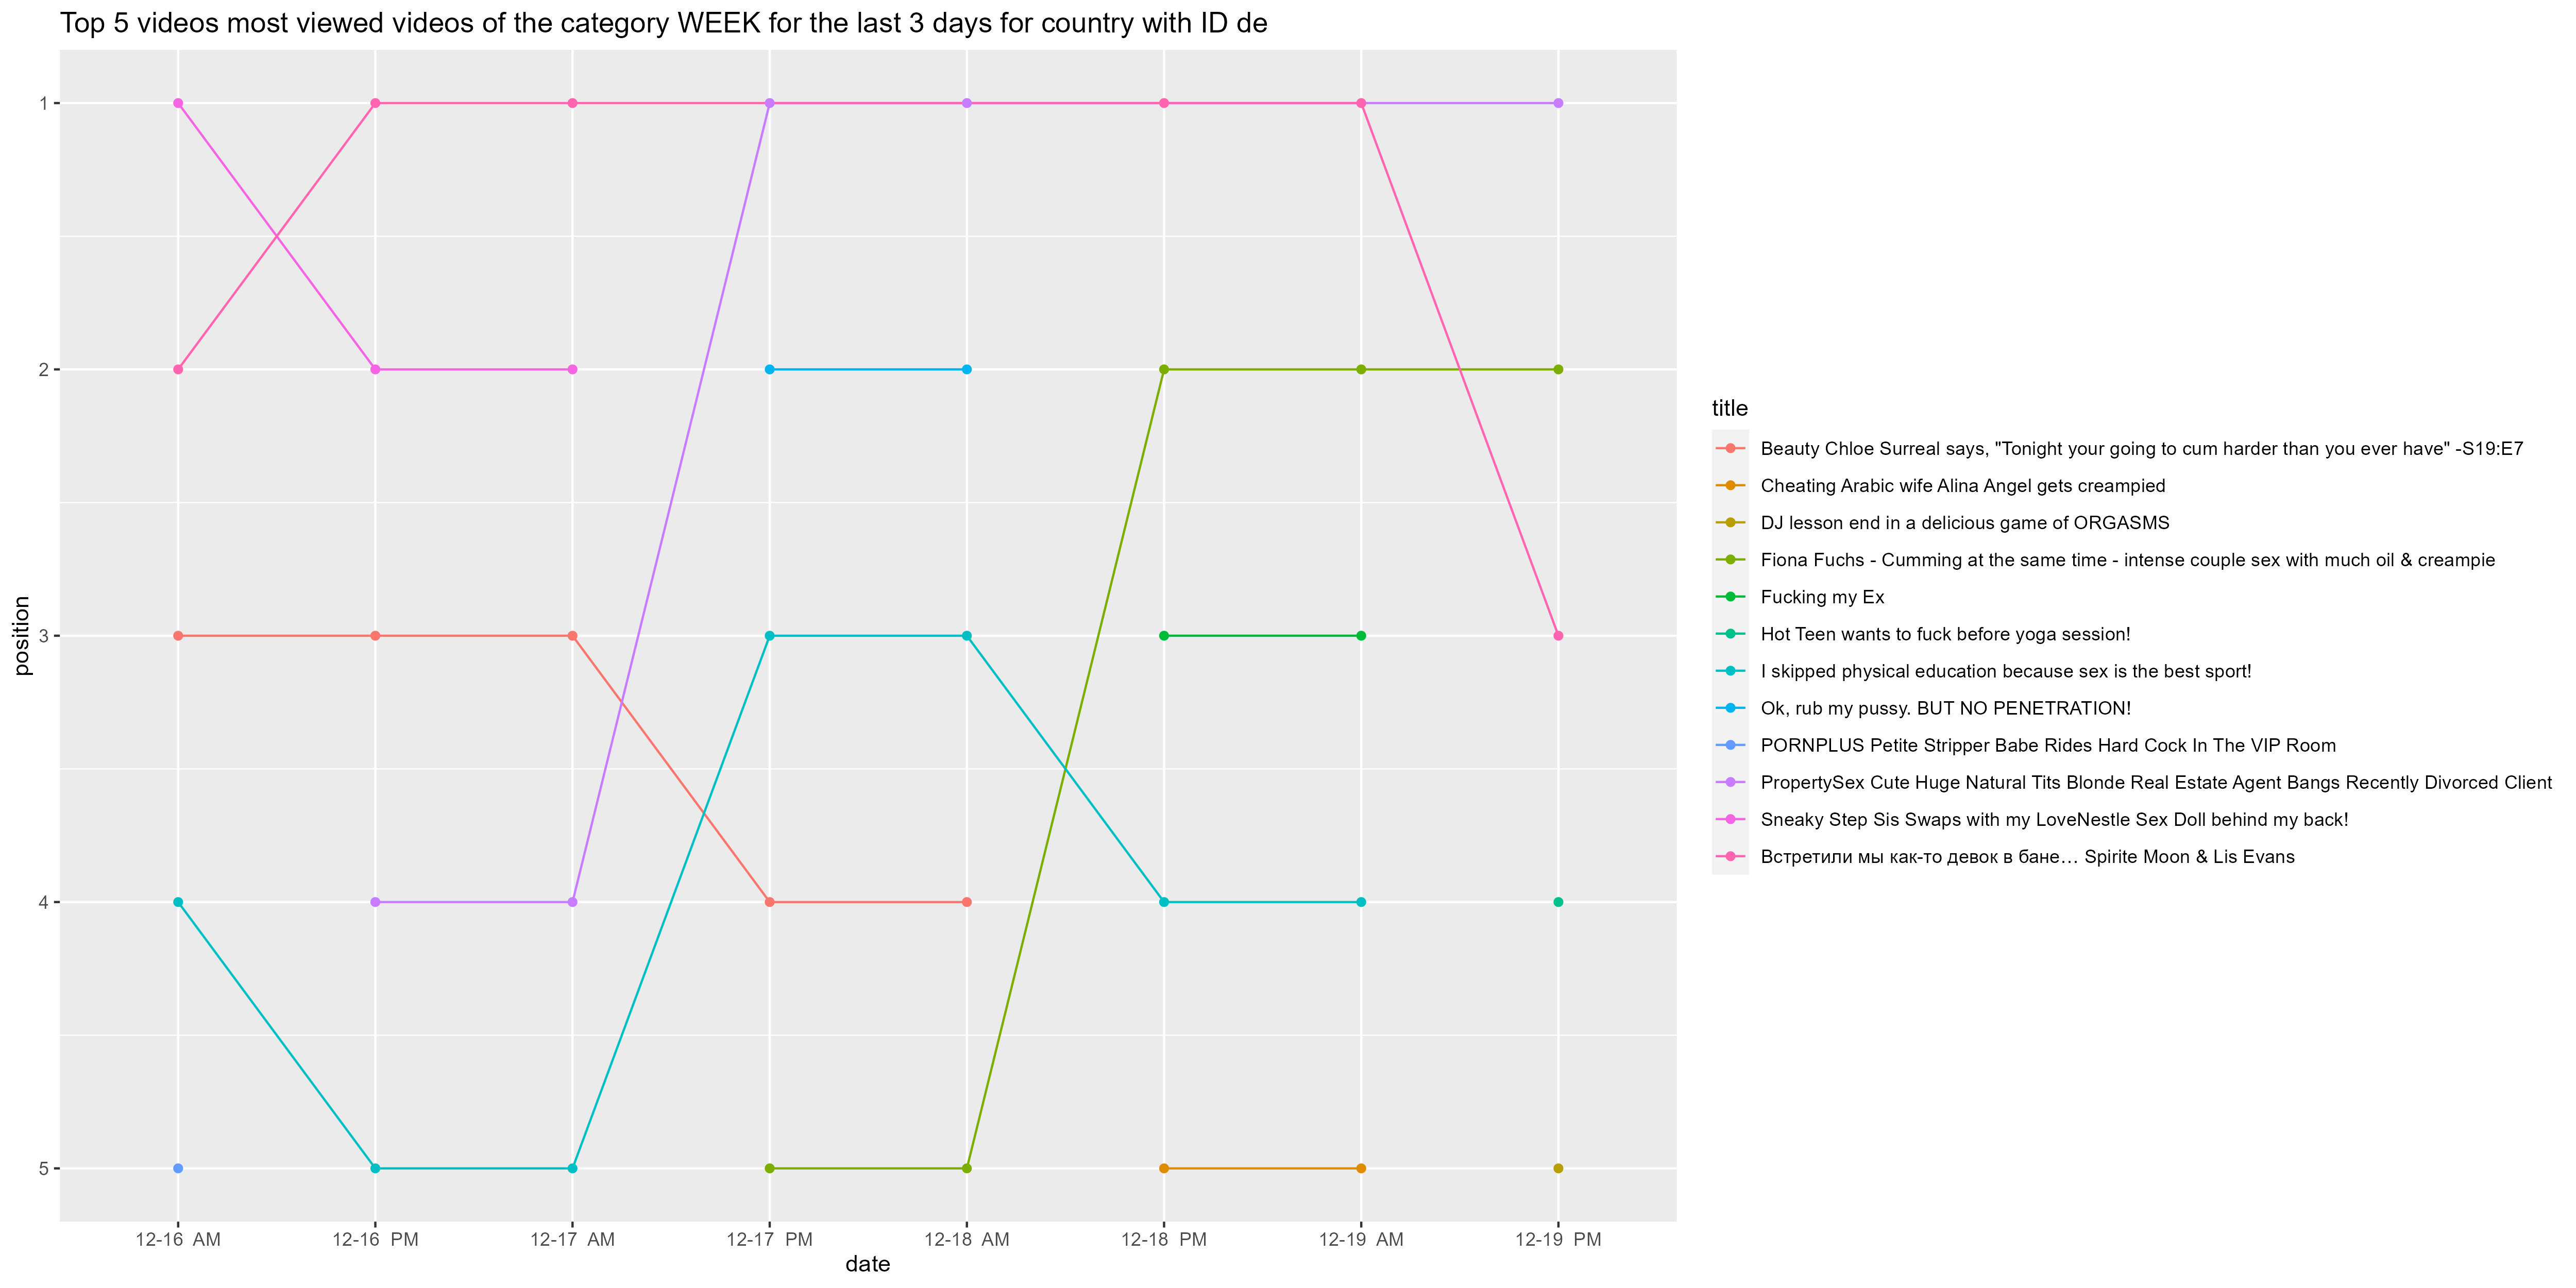 Top 5 videos most viewed videos of the category WEEK for the last 3 days for country with ID de
position
1
2
3
4
5
12-16 AM
12-16 PM
12-17 AM
12-17 PM
12-18 AM
12-18 PM
12-19 AM
12-19 PM
date
title
Beauty Chloe Surreal says, "Tonight your going to cum harder than you ever have" -S19:E7
Cheating Arabic wife Alina Angel gets creampied
DJ lesson end in a delicious game of ORGASMS
Fiona Fuchs - Cumming at the same time - intense couple sex with much oil & creampie
Fucking my Ex
Hot Teen wants to fuck before yoga session!
I skipped physical education because sex is the best sport!
Ok, rub my pussy. BUT NO PENETRATION!
PORNPLUS Petite Stripper Babe Rides Hard Cock In The VIP Room
PropertySex Cute Huge Natural Tits Blonde Real Estate Agent Bangs Recently Divorced Client
Sneaky Step Sis Swaps with my LoveNestle Sex Doll behind my back!
Встретили мы как-то девок в бане… Spirite Moon & Lis Evans